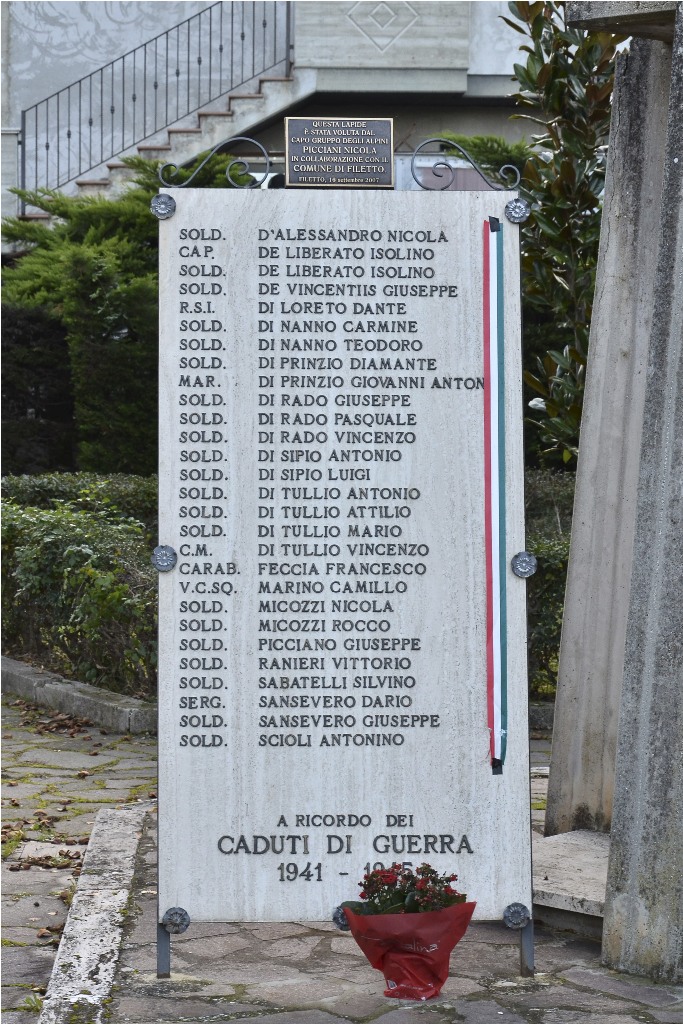 QUESTA LAPIDE
È STATA VOLUTA DAL
CAPO GRUPPO DEGLI ALPINI
PICCIANI NICOLA
IN COLLABORAZIONE CON IL
COMUNE DI FILETTO
FILETTO, 16 settembre 2007
SOLD. D'ALESSANDRO NICOLA
CAP. DE LIBERATO ISOLINO
SOLD. DE LIBERATO ISOLINO
SOLD. DE VINCENTIIS GIUSEPPE
R.S.I. DI LORETO DANTE
SOLD. DI NANNO CARMINE
SOLD. DI NANNO TEODORO
SOLD. DI PRINZIO DIAMANTE
MAR. DI PRINZIO GIOVANNI ANTON
SOLD. DI RADO GIUSEPPE
SOLD. DI RADO PASQUALE
SOLD. DI RADO VINCENZO
SOLD. DI SIPIO ANTONIO
SOLD. DI SIPIO LUIGI
SOLD. DI TULLIO ANTONIO
SOLD. DI TULLIO ATTILIO
SOLD. DI TULLIO MARIO
C.M. DI TULLIO VINCENZO
CARAB. FECCIA FRANCESCO
V.C.SQ. MARINO CAMILLO
SOLD. MICOZZI NICOLA
SOLD. MICOZZI ROCCO
SOLD. PICCIANO GIUSEPPE
SOLD. RANIERI VITTORIO
SOLD. SABATELLI SILVINO
SERG. SANSEVERO DARIO
SOLD. SANSEVERO GIUSEPPE
SOLD. SCIOLI ANTONINO
A RICORDO DEI
CADUTI DI GUERRA
1941 - 1945